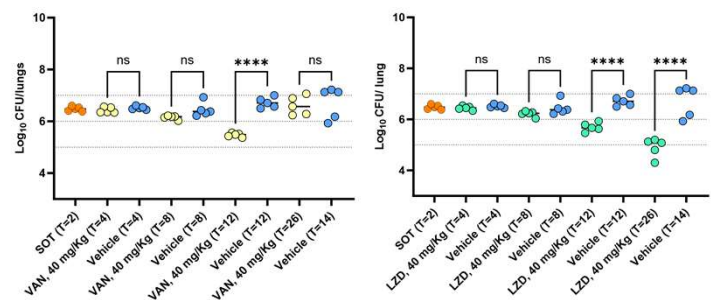 10
8
6
4
Log10 CFU/lungs
ns
ns
****
ns
SOT (T=2)
VAN, 40 mg/Kg (T=4)
Vehicle (T=4)
VAN, 40 mg/Kg (T=8)
Vehicle (T=8)
VAN, 40 mg/Kg (T=12)
Vehicle (T=12)
VAN, 40 mg/Kg (T=26)
Vehicle (T=14)
10
8
6
4
Log10 CFU/ lung
ns
ns
****
****
SOT (T=2)
LZD, 40 mg/Kg (T=4)
Vehicle (T=4)
LZD, 40 mg/Kg (T=8)
Vehicle (T=8)
LZD, 40 mg/Kg (T=12)
Vehicle (T=12)
LZD, 40 mg/Kg (T=26)
Vehicle (T=14)